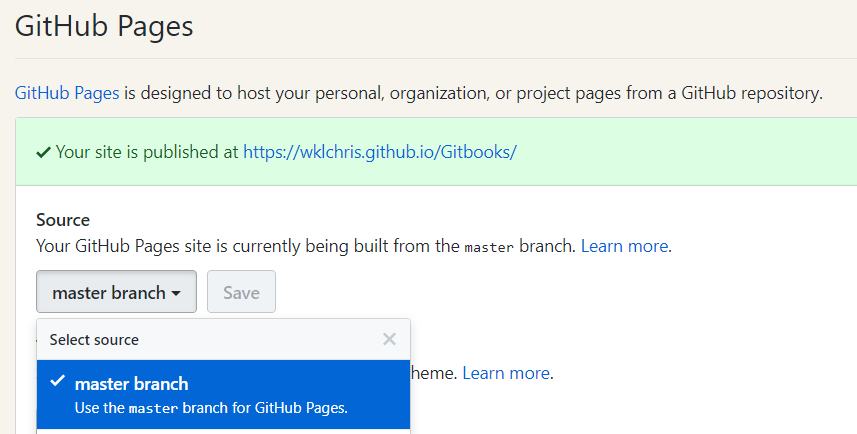 GitHub Pages
GitHub Pages is designed to host your personal, organization, or project pages from a GitHub repository.
Your site is published at https://wklchris.github.io/Gitbooks/
Source
Your GitHub Pages site is currently being built from the master branch. Learn more.
master branch
Save
Select source
heme. Learn more.
master branch
Use the master branch for GitHub Pages.